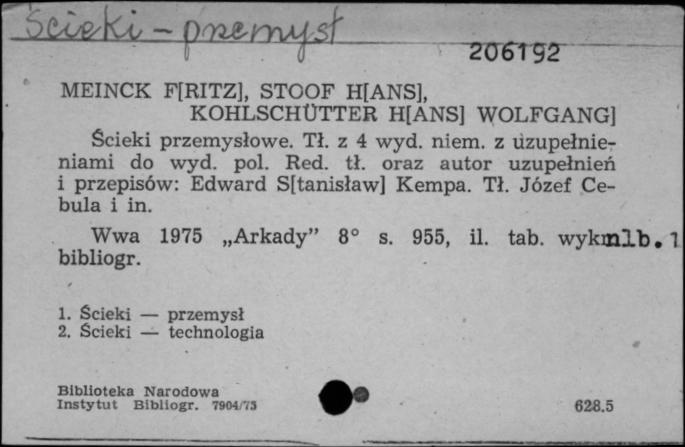 Ścieki - przemysł
206192
MEINCK F[RITZ], STOOF H[ANS],
KOHLSCHÜTTER H[ANS] WOLFGANG]
Ścieki przemysłowe. Tł. z 4 wyd. niem. z uzupełnie-
niami do wyd. pol. Red. tł. oraz autor uzupełnień
i przepisów: Edward S[tanisław] Kempa. Tł. Józef Ce-
bula i in.
Wwa 1975 „Arkady” 8° s. 955, il. tab. wykr. nlb. 1
bibliogr.
1. Ścieki — przemysł
2. Ścieki — technologia
Biblioteka Narodowa
Instytut Bibliogr. 7904/75
628.5